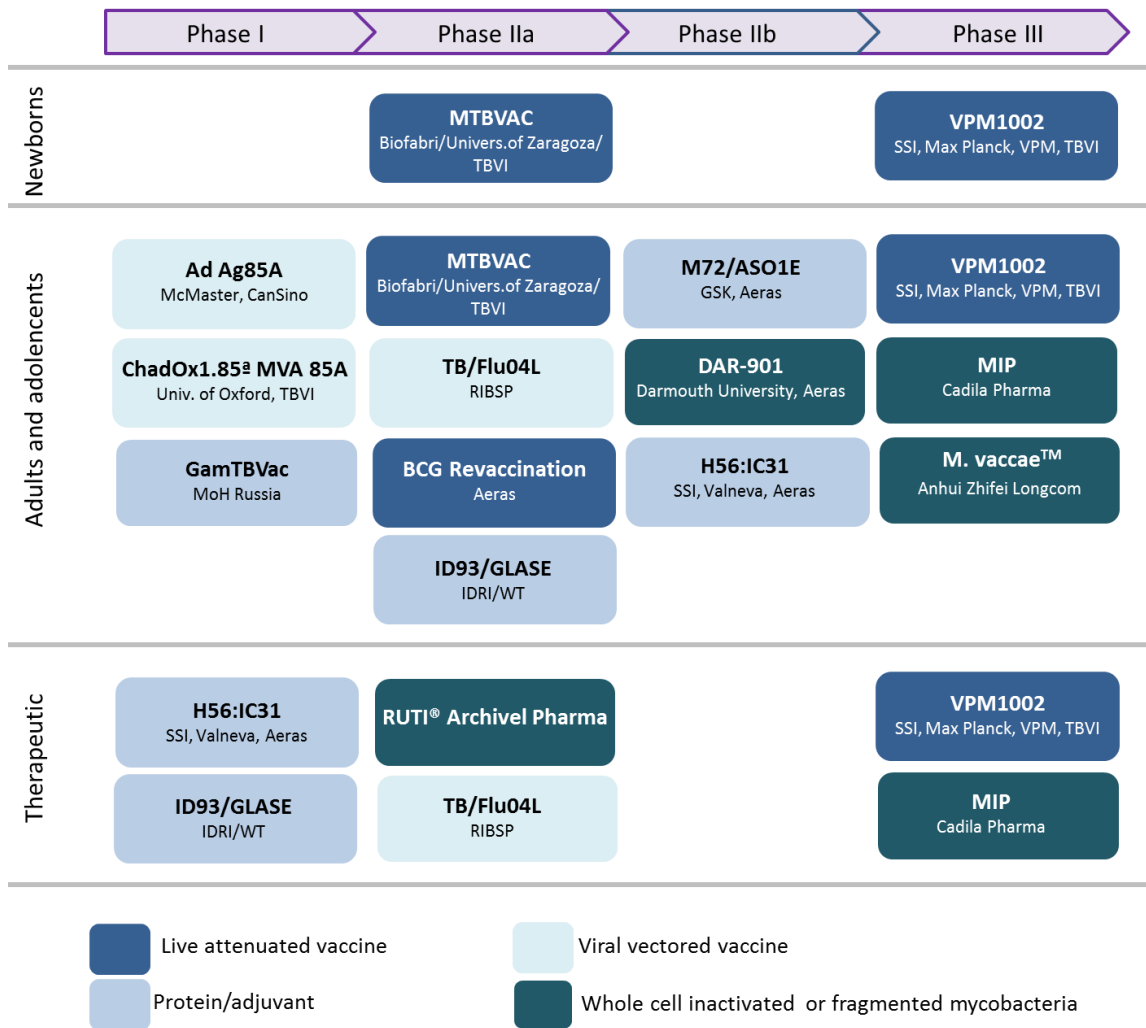 Phase I
Phase IIa
Phase IIb
Phase III
Newborns
MTBVAC
Biofabri/Univers.of Zaragoza/
TBVI
VPM1002
SSI, Max Planck, VPM, TBVI
Adults and adolencents
Ad Ag85A
McMaster, CanSino
MTBVAC
Biofabri/Univers.of Zaragoza/
TBVI
M72/ASO1E
GSK, Aeras
VPM1002
SSI, Max Planck, VPM, TBVI
ChadOx1.85ª MVA 85A
Univ. of Oxford, TBVI
TB/Flu04L
RIBSP
DAR-901
Darmouth University, Aeras
MIP
Cadila Pharma
GamTBVac
MoH Russia
BCG Revaccination
Aeras
H56:IC31
SSI, Valneva, Aeras
M. vaccae™
Anhui Zhifei Longcom
ID93/GLASE
IDRI/WT
Therapeutic
H56:IC31
SSI, Valneva, Aeras
RUTI® Archivel Pharma
VPM1002
SSI, Max Planck, VPM, TBVI
ID93/GLASE
IDRI/WT
TB/Flu04L
RIBSP
MIP
Cadila Pharma
Live attenuated vaccine
Viral vectored vaccine
Protein/adjuvant
Whole cell inactivated or fragmented mycobacteria